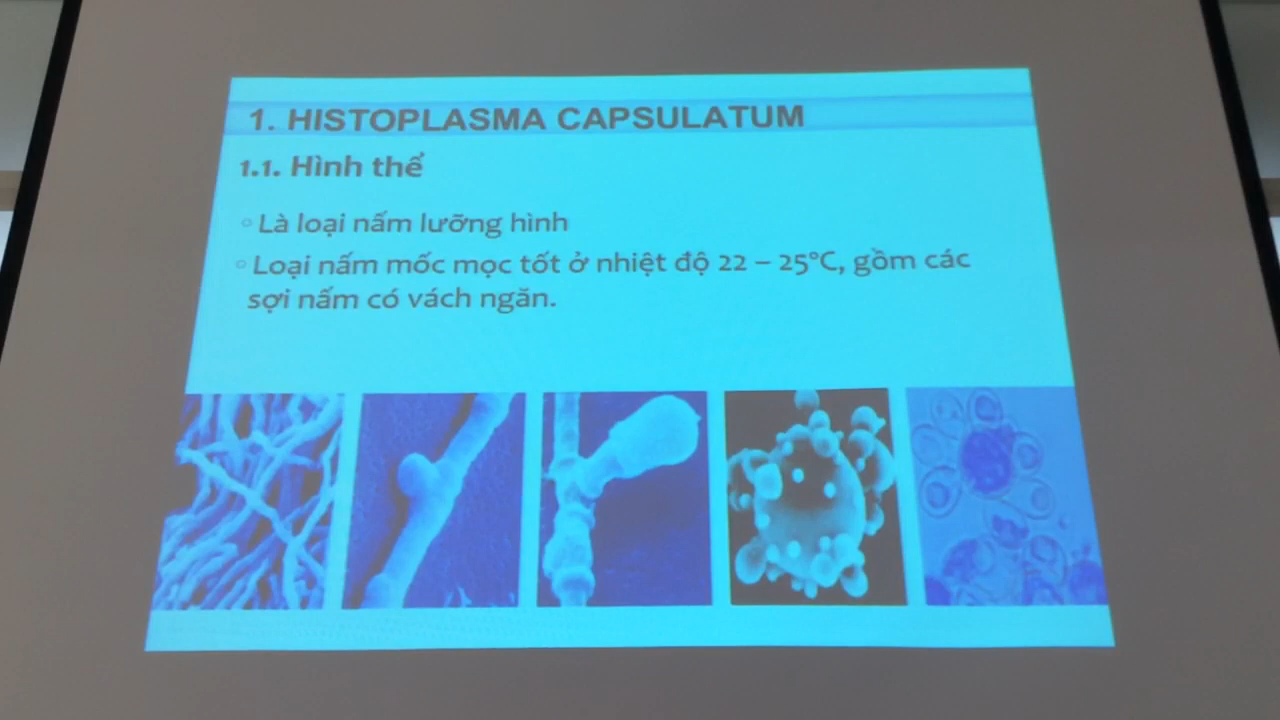 1. HISTOPLASMA CAPSULATUM
1.1. Hình thể
◦ Là loại nấm lưỡng hình
◦ Loại nấm mốc mọc tốt ở nhiệt độ 22 – 25°C, gồm các
sợi nấm có vách ngăn.